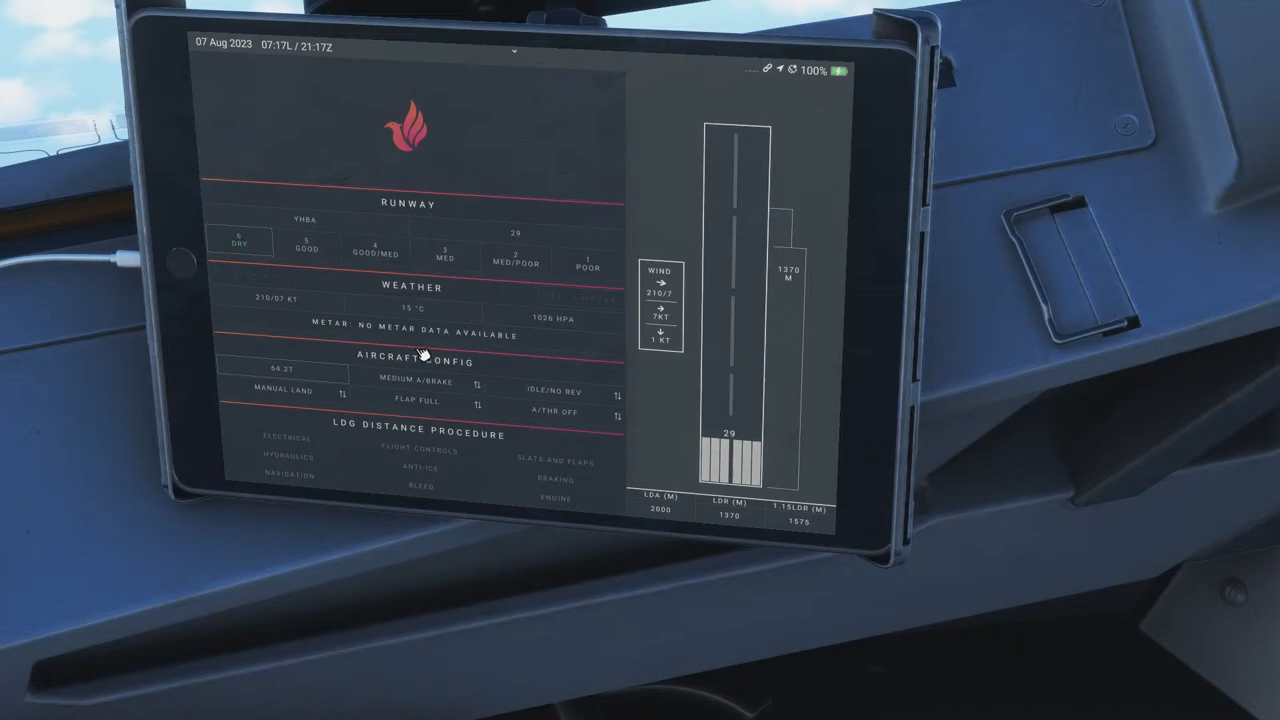 07 Aug 2023 07:17L / 21:17Z
100%
RUNWAY
YHBA 29
6 DRY 5 GOOD 4 GOOD/MED 3 MED 2 MED/POOR 1 POOR
WEATHER
210/07 KT 15 °C 1026 HPA
METAR: NO METAR DATA AVAILABLE
AIRCRAFT CONFIG
64.2T MEDIUM A/BRAKE IDLE/NO REV
MANUAL LAND FLAP FULL A/THR OFF
LDG DISTANCE PROCEDURE
ELECTRICAL FLIGHT CONTROLS SLATS AND FLAPS
HYDRAULICS ANTI-ICE BRAKING
NAVIGATION BLEED ENGINE
WIND
210/7
7KT
1 KT
1370
M
29
LDA (M) LDR (M) 1.15LDR (M)
2000 1370 1575